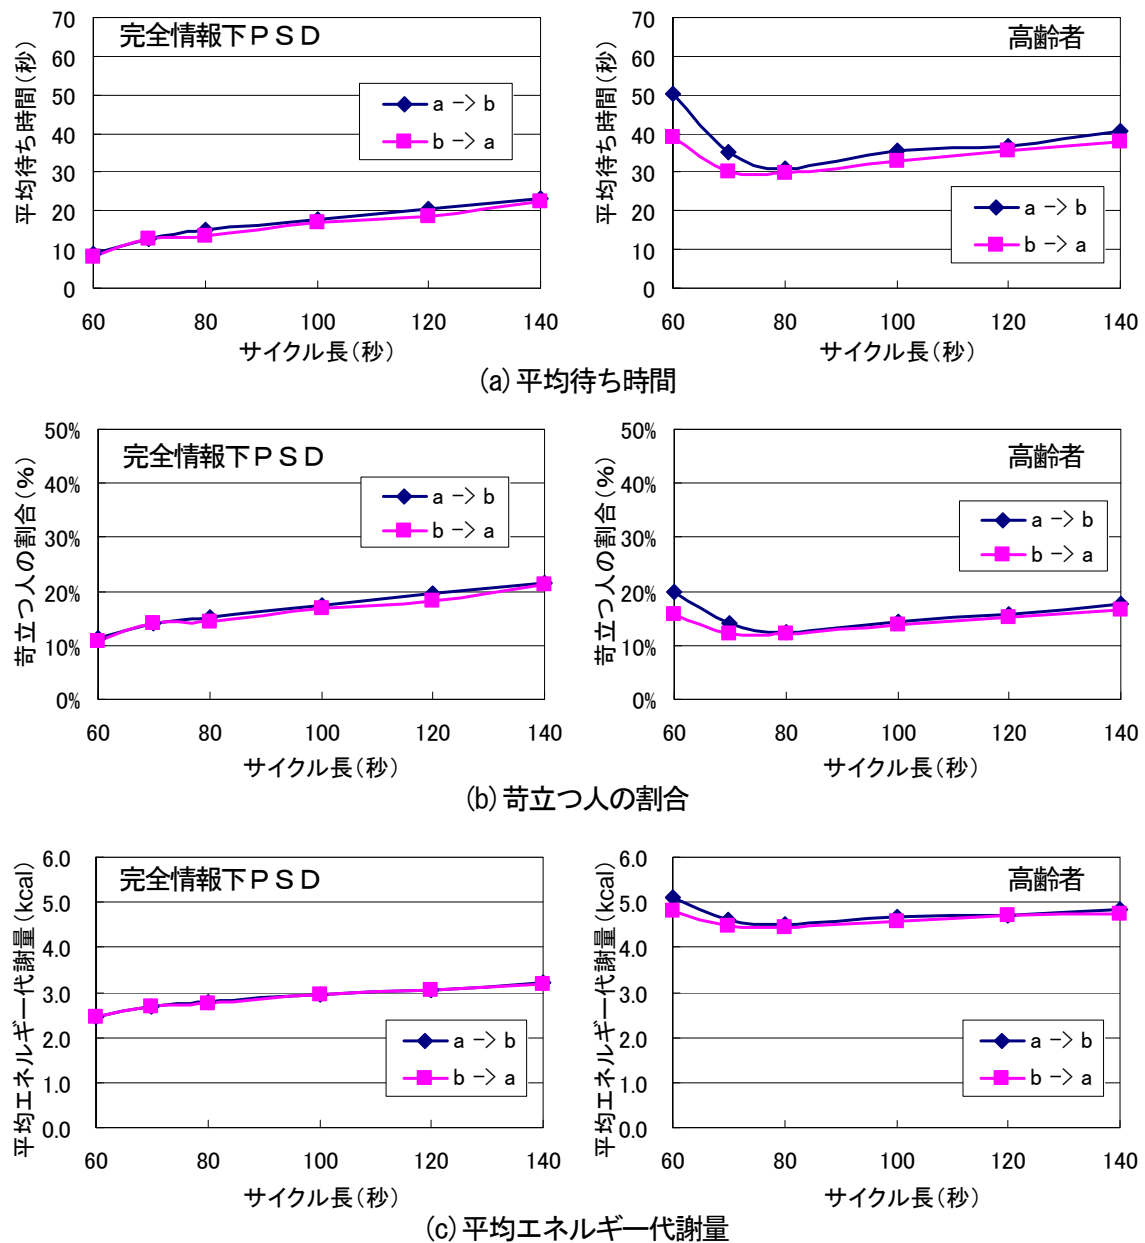 完全情報下PSD
平均待ち時間(秒)
70
60
50
40
30
20
10
0
a -> b
b -> a
60 80 100 120 140
サイクル長(秒)
高齢者
平均待ち時間(秒)
70
60
50
40
30
20
10
0
a -> b
b -> a
60 80 100 120 140
サイクル長(秒)
(a)平均待ち時間
完全情報下PSD
苛立つ人の割合(%)
50%
40%
30%
20%
10%
0%
a -> b
b -> a
60 80 100 120 140
サイクル長(秒)
高齢者
苛立つ人の割合(%)
50%
40%
30%
20%
10%
0%
a -> b
b -> a
60 80 100 120 140
サイクル長(秒)
(b)苛立つ人の割合
完全情報下PSD
平均エネルギー代謝量(kcal)
6.0
5.0
4.0
3.0
2.0
1.0
0.0
a -> b
b -> a
60 80 100 120 140
サイクル長(秒)
高齢者
平均エネルギー代謝量(kcal)
6.0
5.0
4.0
3.0
2.0
1.0
0.0
a -> b
b -> a
60 80 100 120 140
サイクル長(秒)
(c)平均エネルギー代謝量